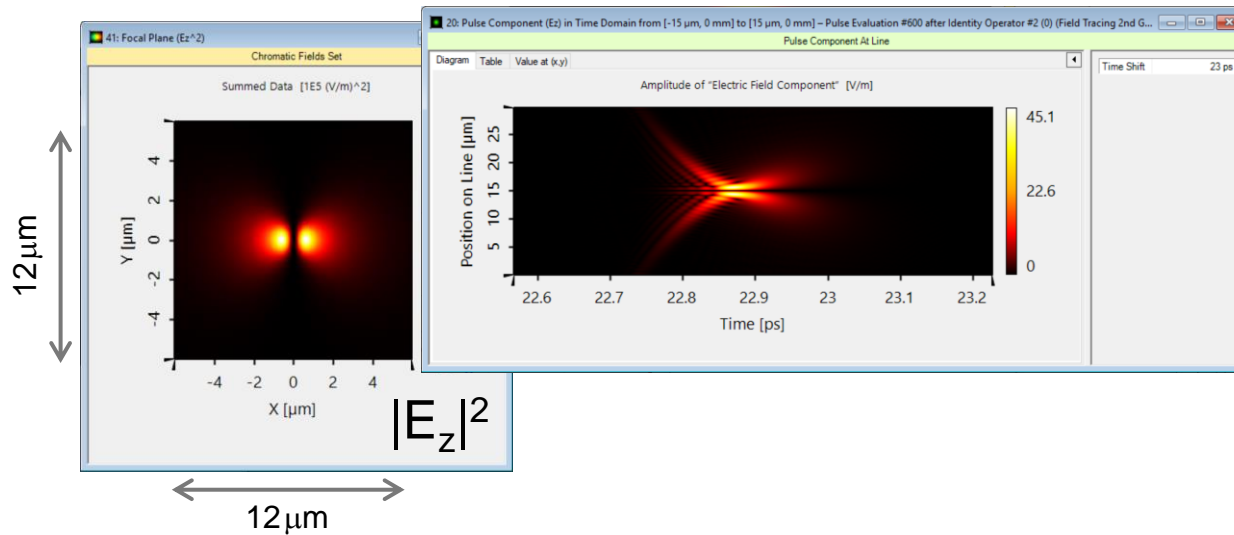 41: Focal Plane (Ez^2)
Chromatic Fields Set
Summed Data [1E5 (V/m)^2]
Y [µm]
4
2
0
-2
-4
-4 -2 0 2 4
X [µm]
|Ez|²
12µm
12µm
20: Pulse Component (Ez) in Time Domain from [-15 µm, 0 mm] to [15 µm, 0 mm] – Pulse Evaluation #600 after Identity Operator #2 (0) (Field Tracing 2nd G...
Pulse Component At Line
Diagram Table Value at (x,y)
Time Shift 23 ps
Amplitude of "Electric Field Component" [V/m]
Position on Line [µm]
25
20
15
10
5
22.6 22.7 22.8 22.9 23 23.1 23.2
Time [ps]
45.1
22.6
0